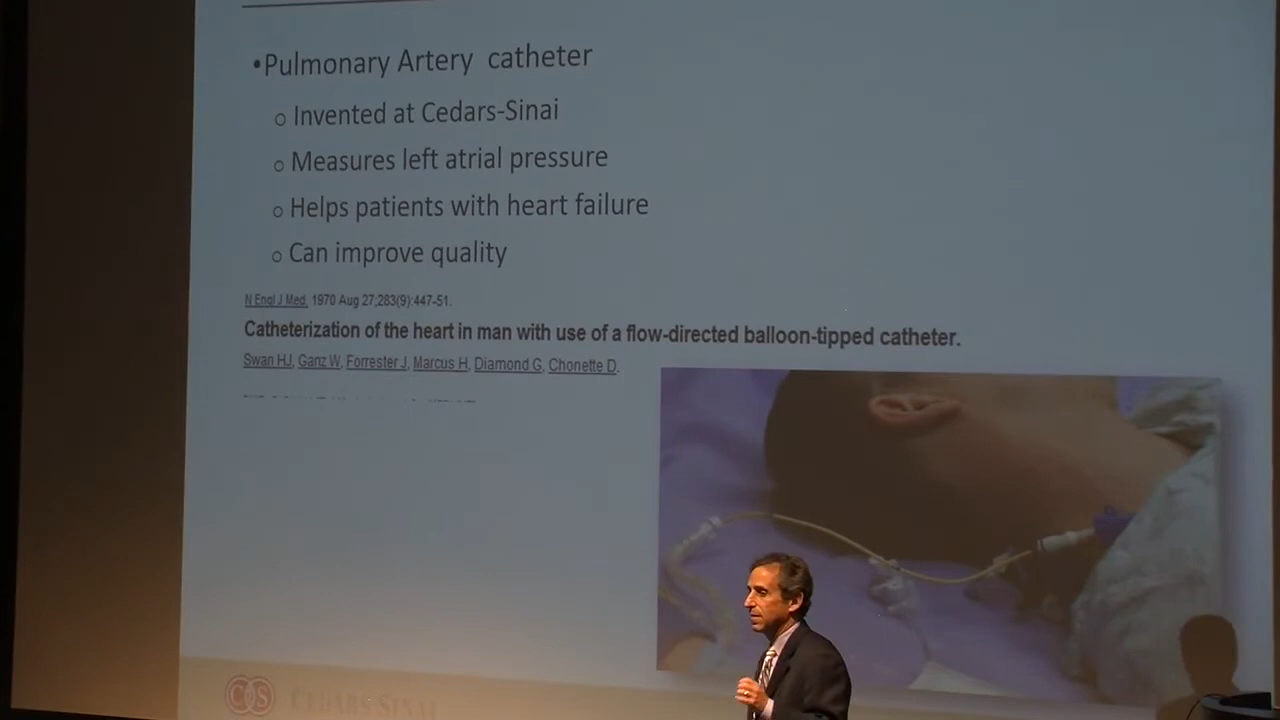 •Pulmonary Artery catheter
o Invented at Cedars-Sinai
o Measures left atrial pressure
o Helps patients with heart failure
o Can improve quality
N Engl J Med. 1970 Aug 27;283(9):447-51.
Catheterization of the heart in man with use of a flow-directed balloon-tipped catheter.
Swan HJ, Ganz W, Forrester J, Marcus H, Diamond G, Chonette D.
CEDARS-SINAI